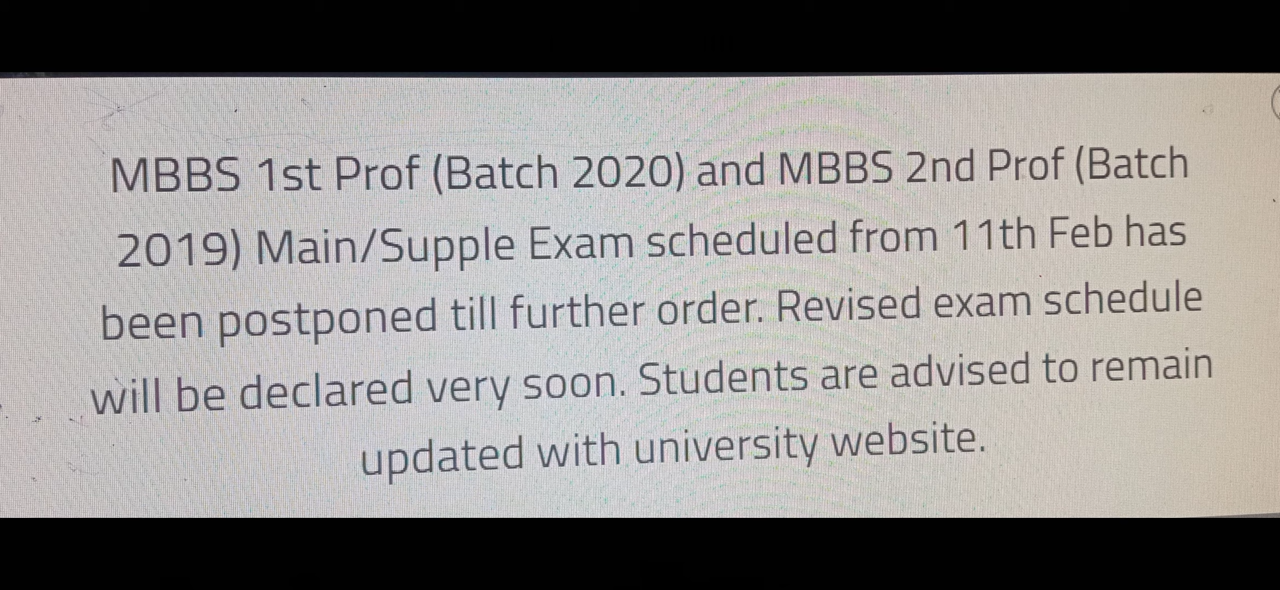 MBBS 1st Prof (Batch 2020) and MBBS 2nd Prof (Batch
2019) Main/Supple Exam scheduled from 11th Feb has
been postponed till further order. Revised exam schedule
will be declared very soon. Students are advised to remain
updated with university website.